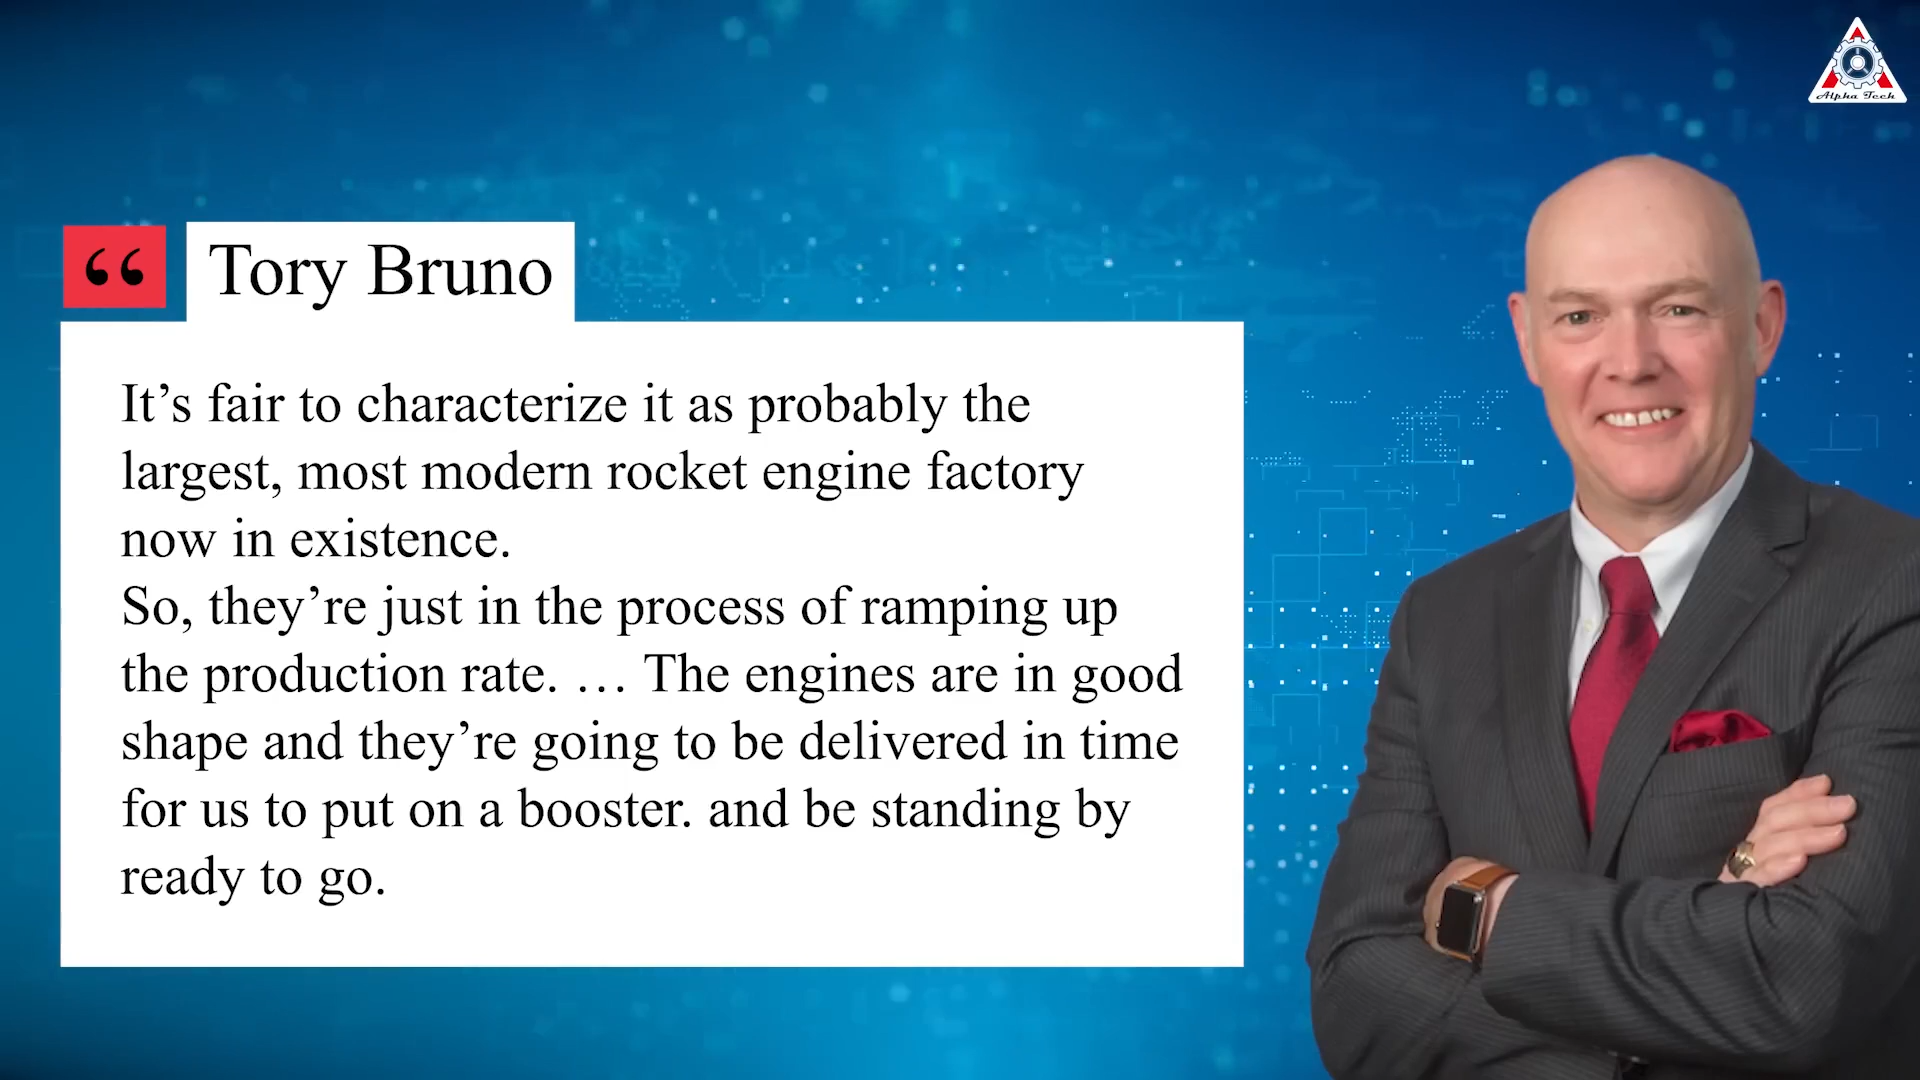 Alpha Tech
“
Tory Bruno
It’s fair to characterize it as probably the
largest, most modern rocket engine factory
now in existence.
So, they’re just in the process of ramping up
the production rate. … The engines are in good
shape and they’re going to be delivered in time
for us to put on a booster. and be standing by
ready to go.